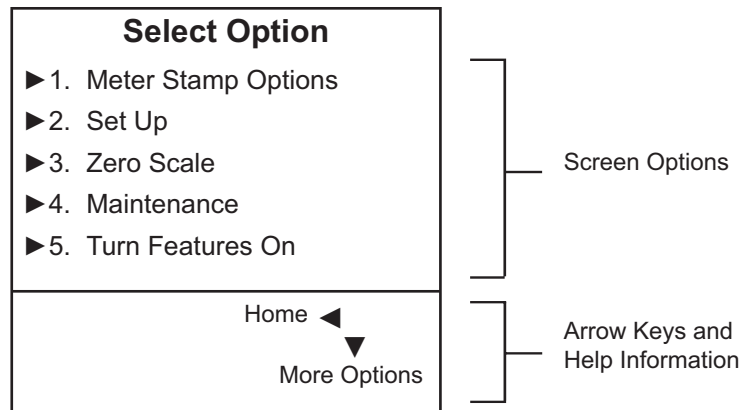 Select Option
►1. Meter Stamp Options
►2. Set Up
►3. Zero Scale
►4. Maintenance
►5. Turn Features On
Home ◄
▼
More Options
Screen Options
Arrow Keys and
Help Information